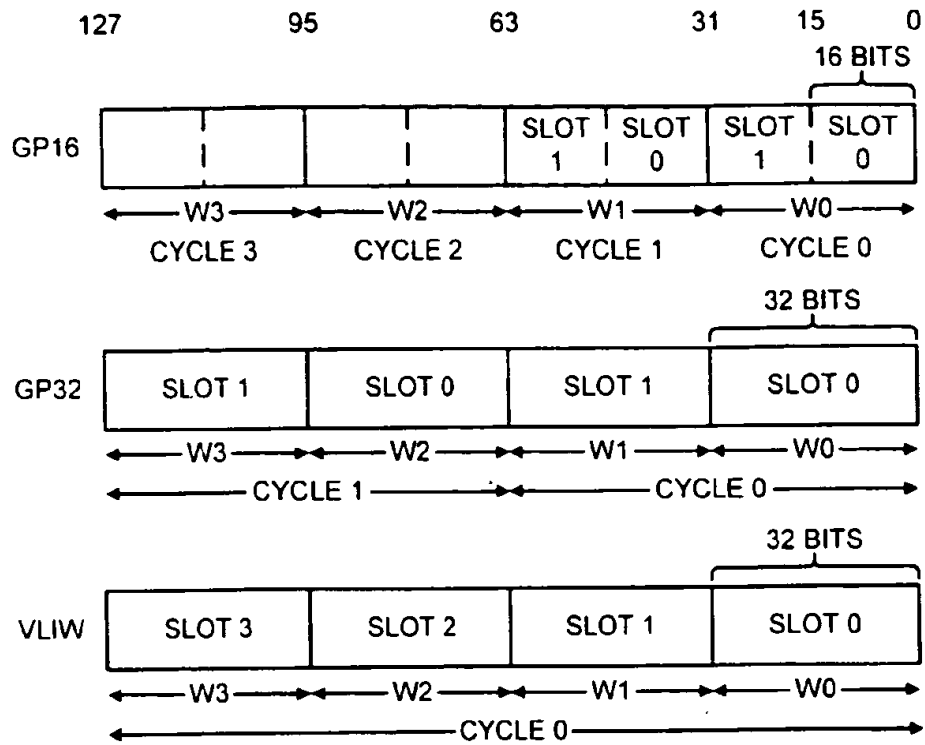 127 95 63 31 15 0
16 BITS
GP16 SLOT 1 SLOT 0 SLOT 1 SLOT 0
W3 W2 W1 W0
CYCLE 3 CYCLE 2 CYCLE 1 CYCLE 0
32 BITS
GP32 SLOT 1 SLOT 0 SLOT 1 SLOT 0
W3 W2 W1 W0
CYCLE 1 CYCLE 0
32 BITS
VLIW SLOT 3 SLOT 2 SLOT 1 SLOT 0
W3 W2 W1 W0
CYCLE 0